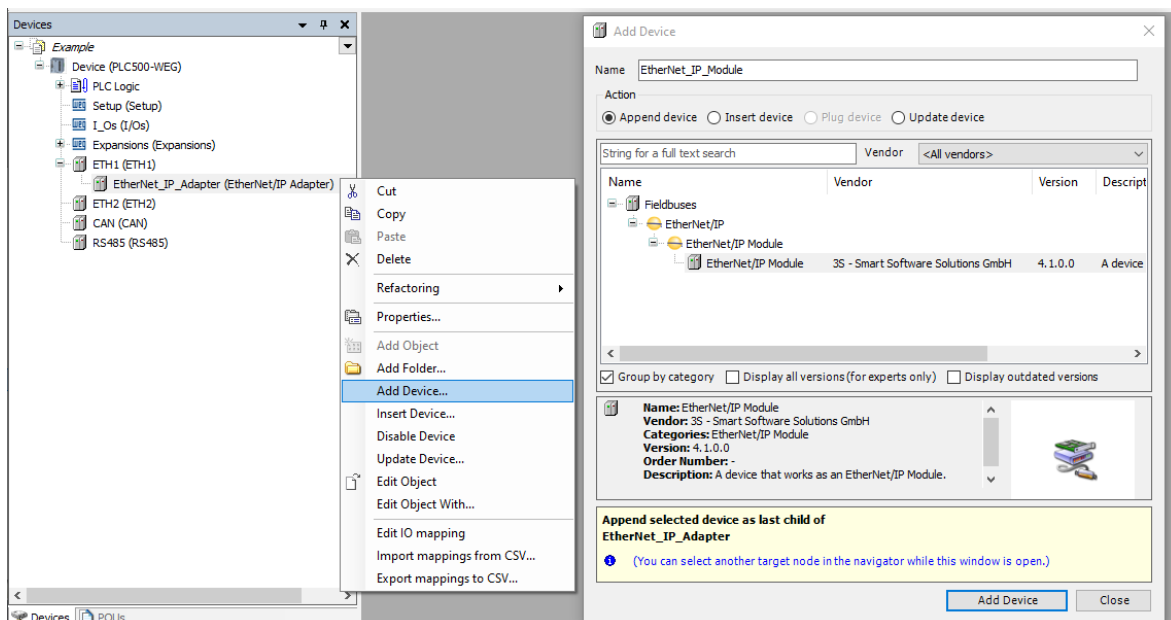 Devices
Example
Device (PLC500-WEG)
PLC Logic
Setup (Setup)
I_Os (I/Os)
Expansions (Expansions)
ETH1 (ETH1)
EtherNet_IP_Adapter (EtherNet/IP Adapter)
ETH2 (ETH2)
CAN (CAN)
RS485 (RS485)
Devices POUs
Cut
Copy
Paste
Delete
Refactoring
Properties...
Add Object
Add Folder...
Add Device...
Insert Device...
Disable Device
Update Device...
Edit Object
Edit Object With...
Edit IO mapping
Import mappings from CSV...
Export mappings to CSV...
Add Device
Name EtherNet_IP_Module
Action
Append device Insert device Plug device Update device
String for a full text search Vendor <All vendors>
Name Vendor Version Descript
Fieldbuses
EtherNet/IP
EtherNet/IP Module
EtherNet/IP Module 3S - Smart Software Solutions GmbH 4.1.0.0 A device
Group by category Display all versions (for experts only) Display outdated versions
Name: EtherNet/IP Module
Vendor: 3S - Smart Software Solutions GmbH
Categories: EtherNet/IP Module
Version: 4.1.0.0
Order Number: -
Description: A device that works as an EtherNet/IP Module.
Append selected device as last child of
EtherNet_IP_Adapter
(You can select another target node in the navigator while this window is open.)
Add Device Close